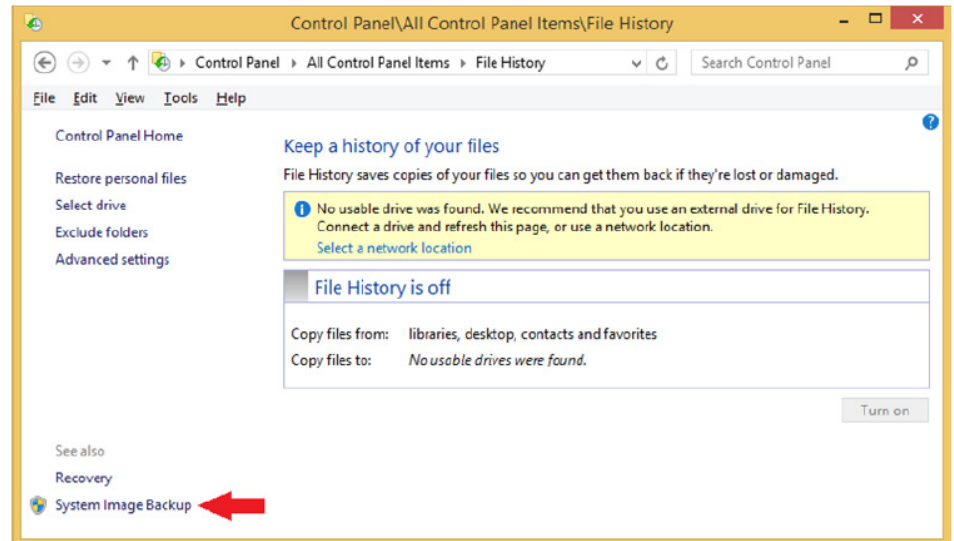 Control Panel\All Control Panel Items\File History
Control Panel All Control Panel Items File History
Search Control Panel
File Edit View Tools Help
Control Panel Home
Restore personal files
Select drive
Exclude folders
Advanced settings
Keep a history of your files
File History saves copies of your files so you can get them back if they're lost or damaged.
No usable drive was found. We recommend that you use an external drive for File History.
Connect a drive and refresh this page, or use a network location.
Select a network location
File History is off
Copy files from: libraries, desktop, contacts and favorites
Copy files to: No usable drives were found.
Turn on
See also
Recovery
System Image Backup